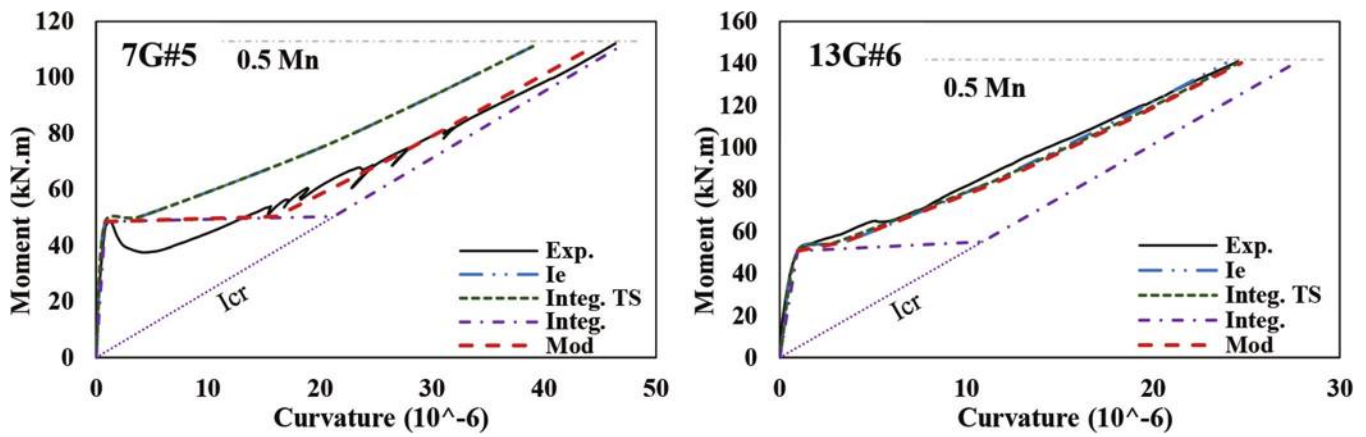 120
100
80
60
40
20
0
Moment (kN.m)
7G#5
0.5 Mn
Icr
Exp.
Ie
Integ. TS
Integ.
Mod
0
10
20
30
40
50
Curvature (10^-6)
160
140
120
100
80
60
40
20
0
Moment (kN.m)
13G#6
0.5 Mn
Icr
Exp.
Ie
Integ. TS
Integ.
Mod
0
10
20
30
Curvature (10^-6)